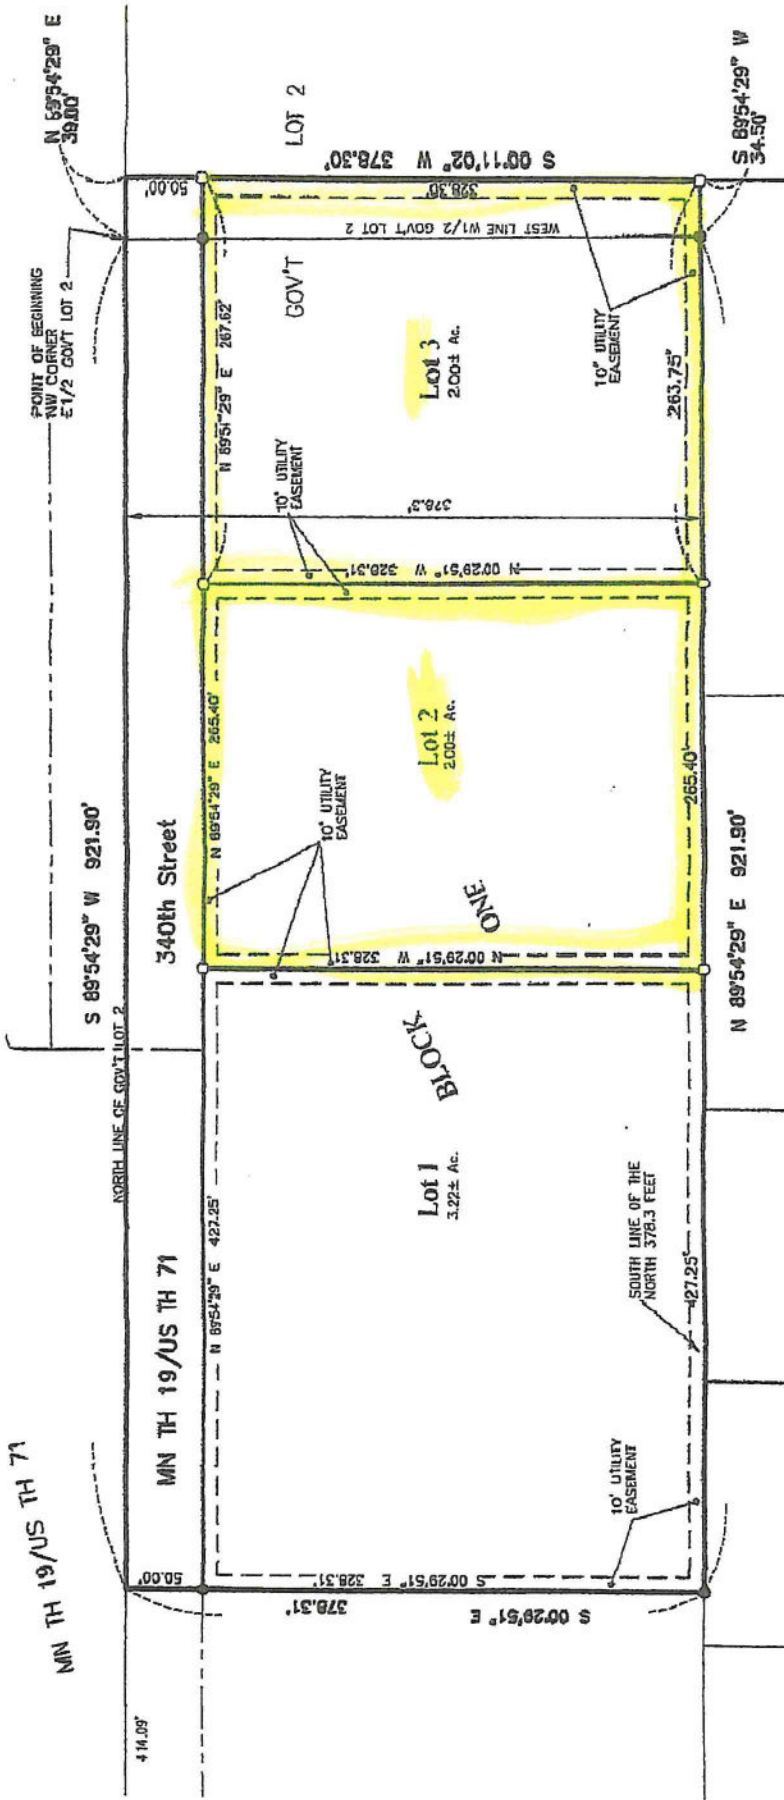 MN TH 19/US TH 71
414.09'
50.00'
MN TH 19/US TH 71
NORTH LINE OF GOV'T LOT 2
S 89°54'29" W 921.90'
340th Street
POINT OF BEGINNING
NW CORNER
E1/2 GOV'T LOT 2
N 89°54'29" E
39.00'
50.00'
N 89°54'29" E 427.25'
N 89°54'29" E 265.40'
N 89°54'29" E 267.62'
GOV'T
LOT 2
S 00°29'51" E 328.31'
378.31'
S 00°29'51" E
10' UTILITY
EASEMENT
Lot 1
3.22± Ac.
BLOCK
ONE
SOUTH LINE OF THE
NORTH 378.3 FEET
427.25'
N 00°29'51" W 328.31'
10" UTILITY
EASEMENT
Lot 2
2.00± Ac.
265.40'
N 00°29'51" W 328.31'
10" UTILITY
EASEMENT
378.3'
Lot 3
2.00± Ac.
10" UTILITY
EASEMENT
263.75'
WEST LINE W1/2 GOV'T LOT 2
S 00°11'02" W 378.30'
N 89°54'29" E 921.90'
S 89°54'29" W
34.50'